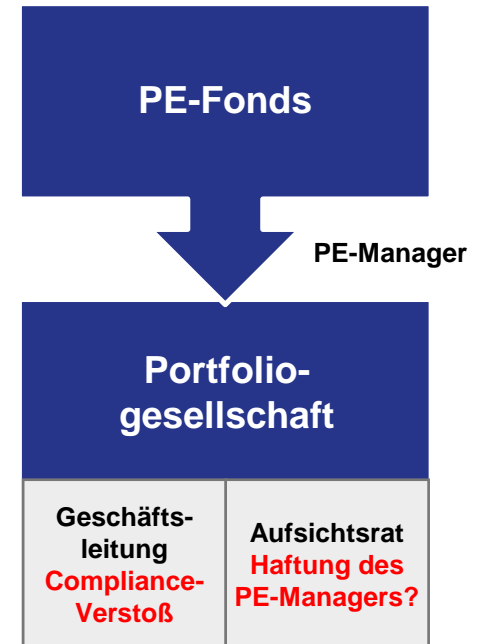 PE-Fonds
PE-Manager
Portfolio-
gesellschaft
Geschäfts-
leitung
Compliance-
Verstoß
Aufsichtsrat
Haftung des
PE-Managers?